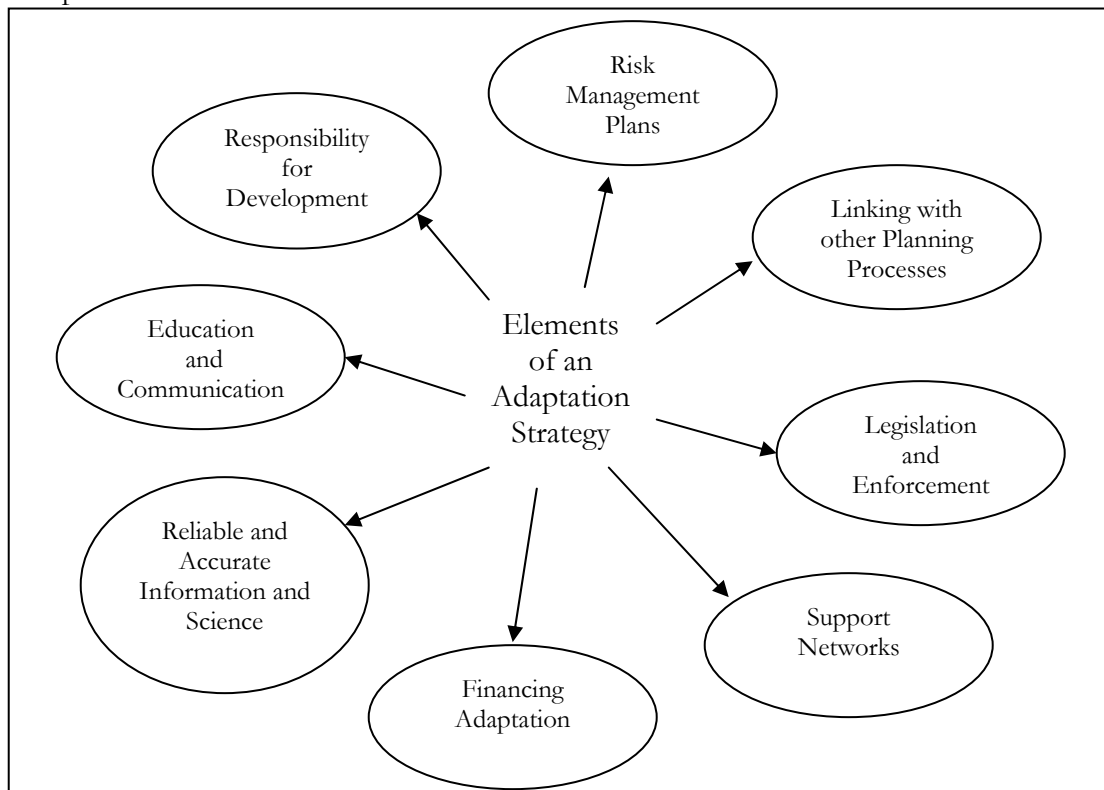 Risk
Management
Plans
Responsibility
for
Development
Linking with
other Planning
Processes
Education
and
Communication
Elements
of an
Adaptation
Strategy
Legislation
and
Enforcement
Reliable and
Accurate
Information and
Science
Support
Networks
Financing
Adaptation